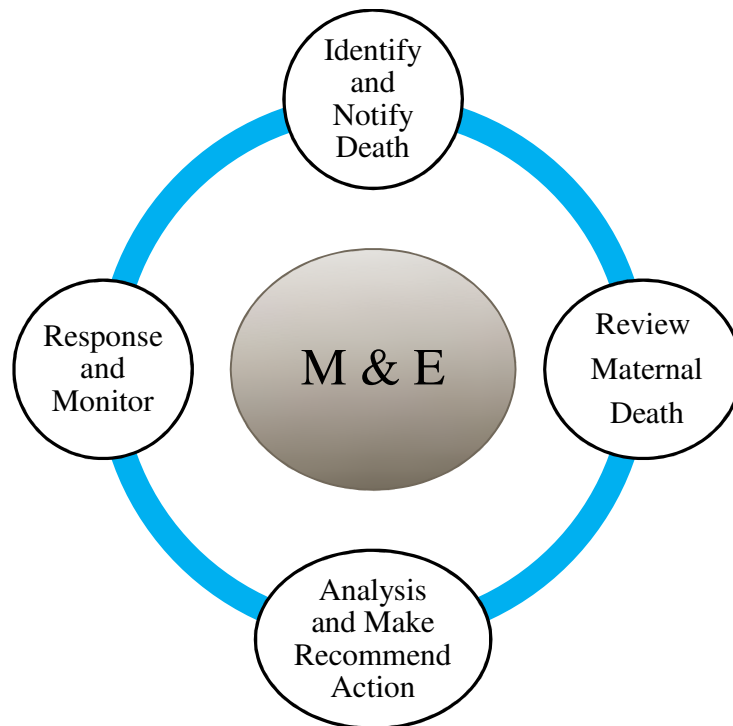 Identify
and
Notify
Death
Response
and
Monitor
M & E
Review
Maternal
Death
Analysis
and Make
Recommend
Action